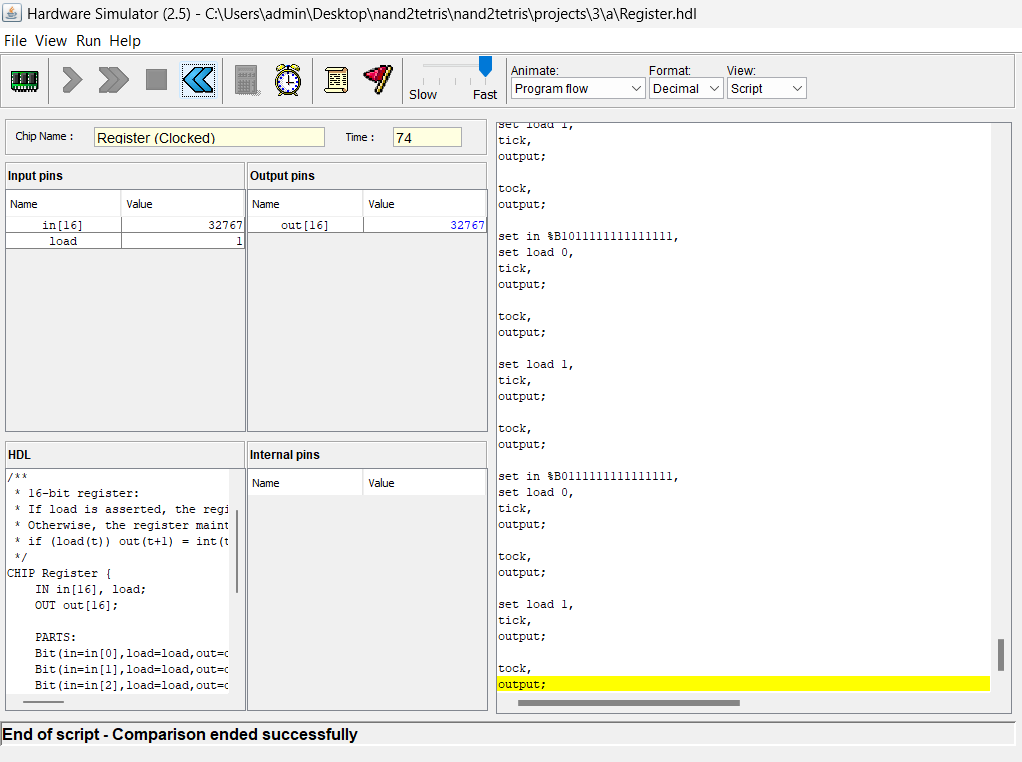 Hardware Simulator (2.5) - C:\Users\admin\Desktop\nand2tetris\nand2tetris\projects\3\a\Register.hdl
File View Run Help
Slow Fast
Animate: Format: View:
Program flow Decimal Script
Chip Name : Register (Clocked) Time : 74
Input pins
Name Value
in[16] 32767
load 1
Output pins
Name Value
out[16] 32767
HDL
/**
* 16-bit register:
* If load is asserted, the regi
* Otherwise, the register maint
* if (load(t)) out(t+1) = int(t
*/
CHIP Register {
IN in[16], load;
OUT out[16];
PARTS:
Bit(in=in[0],load=load,out=o
Bit(in=in[1],load=load,out=o
Bit(in=in[2],load=load,out=o
Internal pins
Name Value
set load 1,
tick,
output;
tock,
output;
set in %B1011111111111111,
set load 0,
tick,
output;
tock,
output;
set load 1,
tick,
output;
tock,
output;
set in %B0111111111111111,
set load 0,
tick,
output;
tock,
output;
set load 1,
tick,
output;
tock,
output;
End of script - Comparison ended successfully